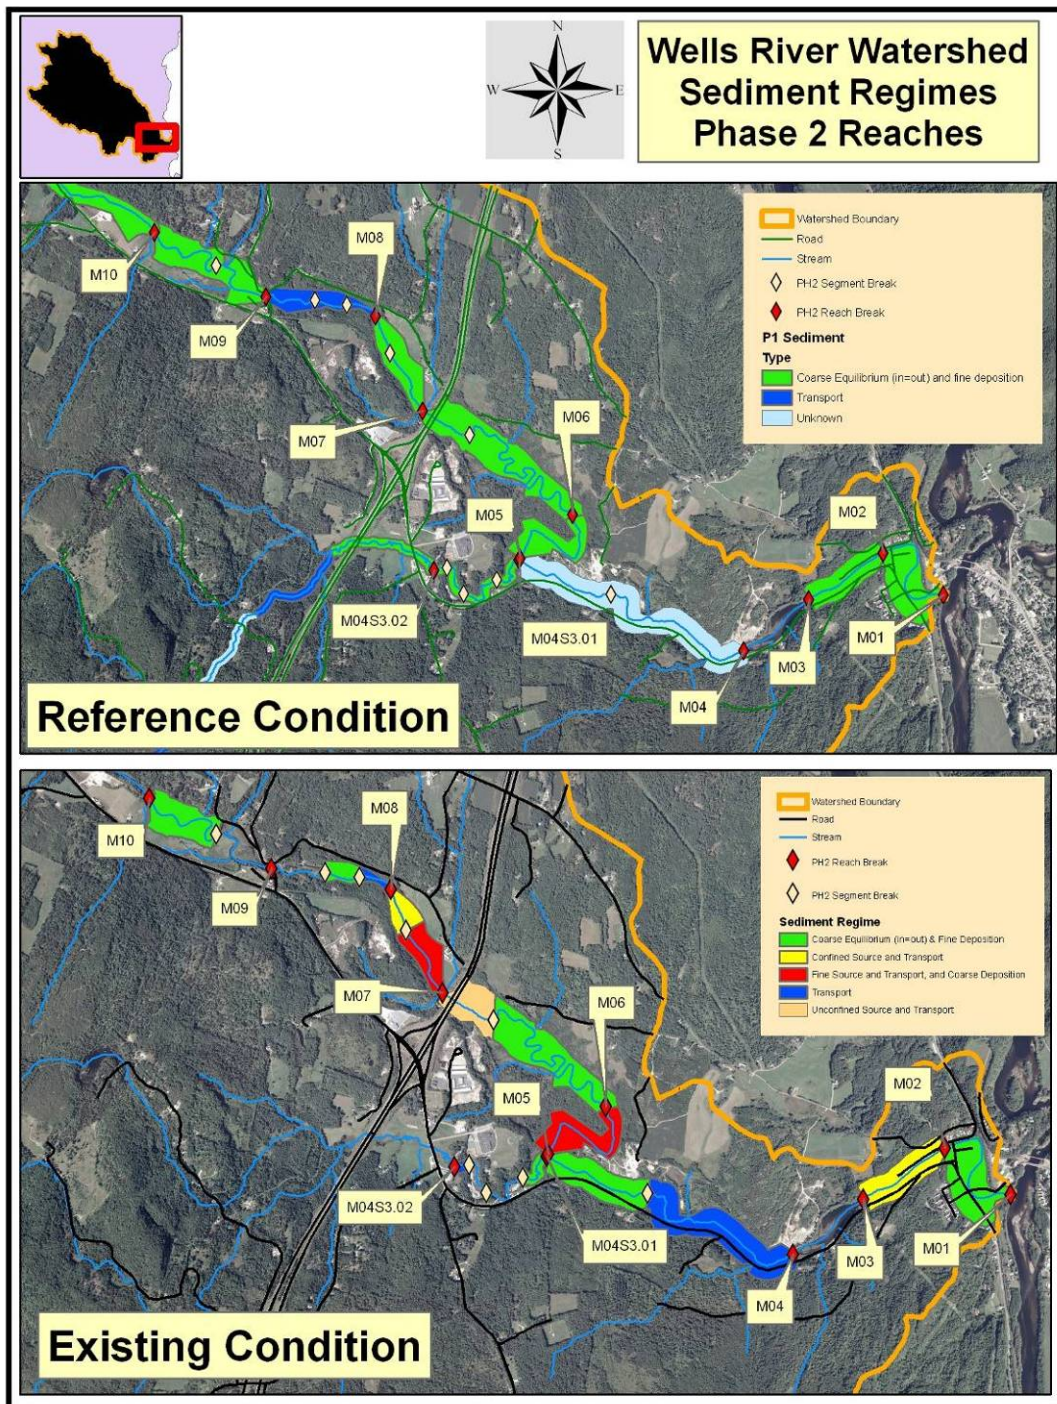 N
W
E
S
Wells River Watershed
Sediment Regimes
Phase 2 Reaches
Watershed Boundary
Road
Stream
PH2 Segment Break
PH2 Reach Break
P1 Sediment
Type
Coarse Equilibrium (in=out) and fine deposition
Transport
Unknown
M10
M09
M08
M07
M06
M05
M04S3.02
M04S3.01
M04
M03
M02
M01
Reference Condition
Watershed Boundary
Road
Stream
PH2 Reach Break
PH2 Segment Break
Sediment Regime
Coarse Equilibrium (in=out) & Fine Deposition
Confined Source and Transport
Fine Source and Transport, and Coarse Deposition
Transport
Unconfined Source and Transport
M10
M09
M08
M07
M06
M05
M04S3.02
M04S3.01
M04
M03
M02
M01
Existing Condition